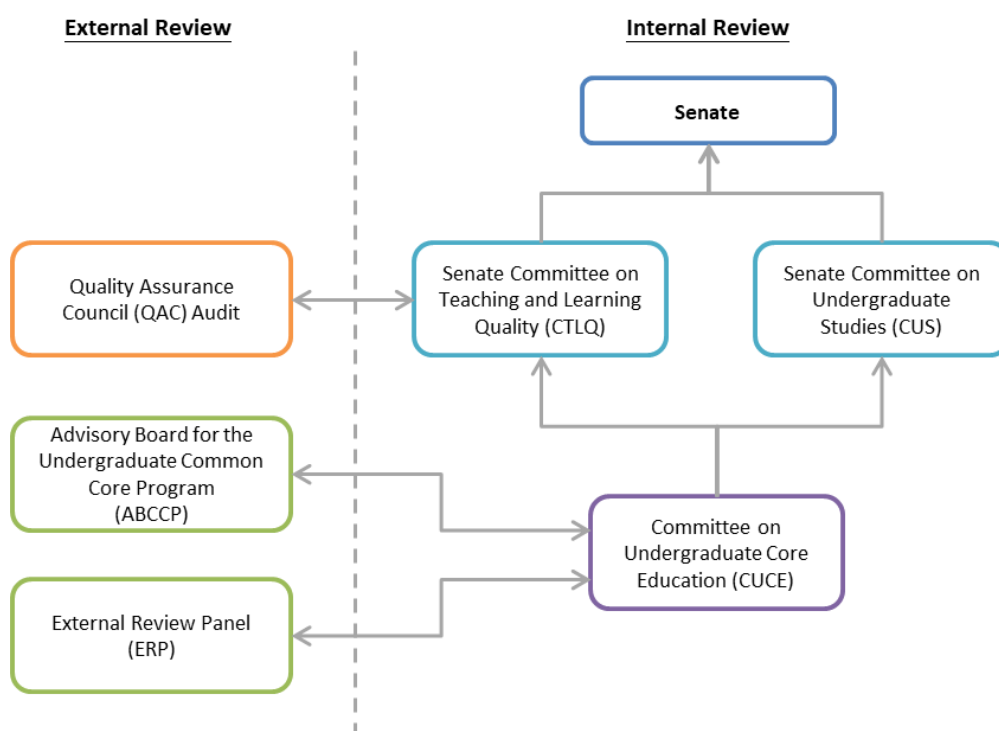 External Review
Internal Review
Senate
Quality Assurance
Council (QAC) Audit
Senate Committee on
Teaching and Learning
Quality (CTLQ)
Senate Committee on
Undergraduate
Studies (CUS)
Advisory Board for the
Undergraduate Common
Core Program
(ABCCP)
Committee on
Undergraduate Core
Education (CUCE)
External Review Panel
(ERP)